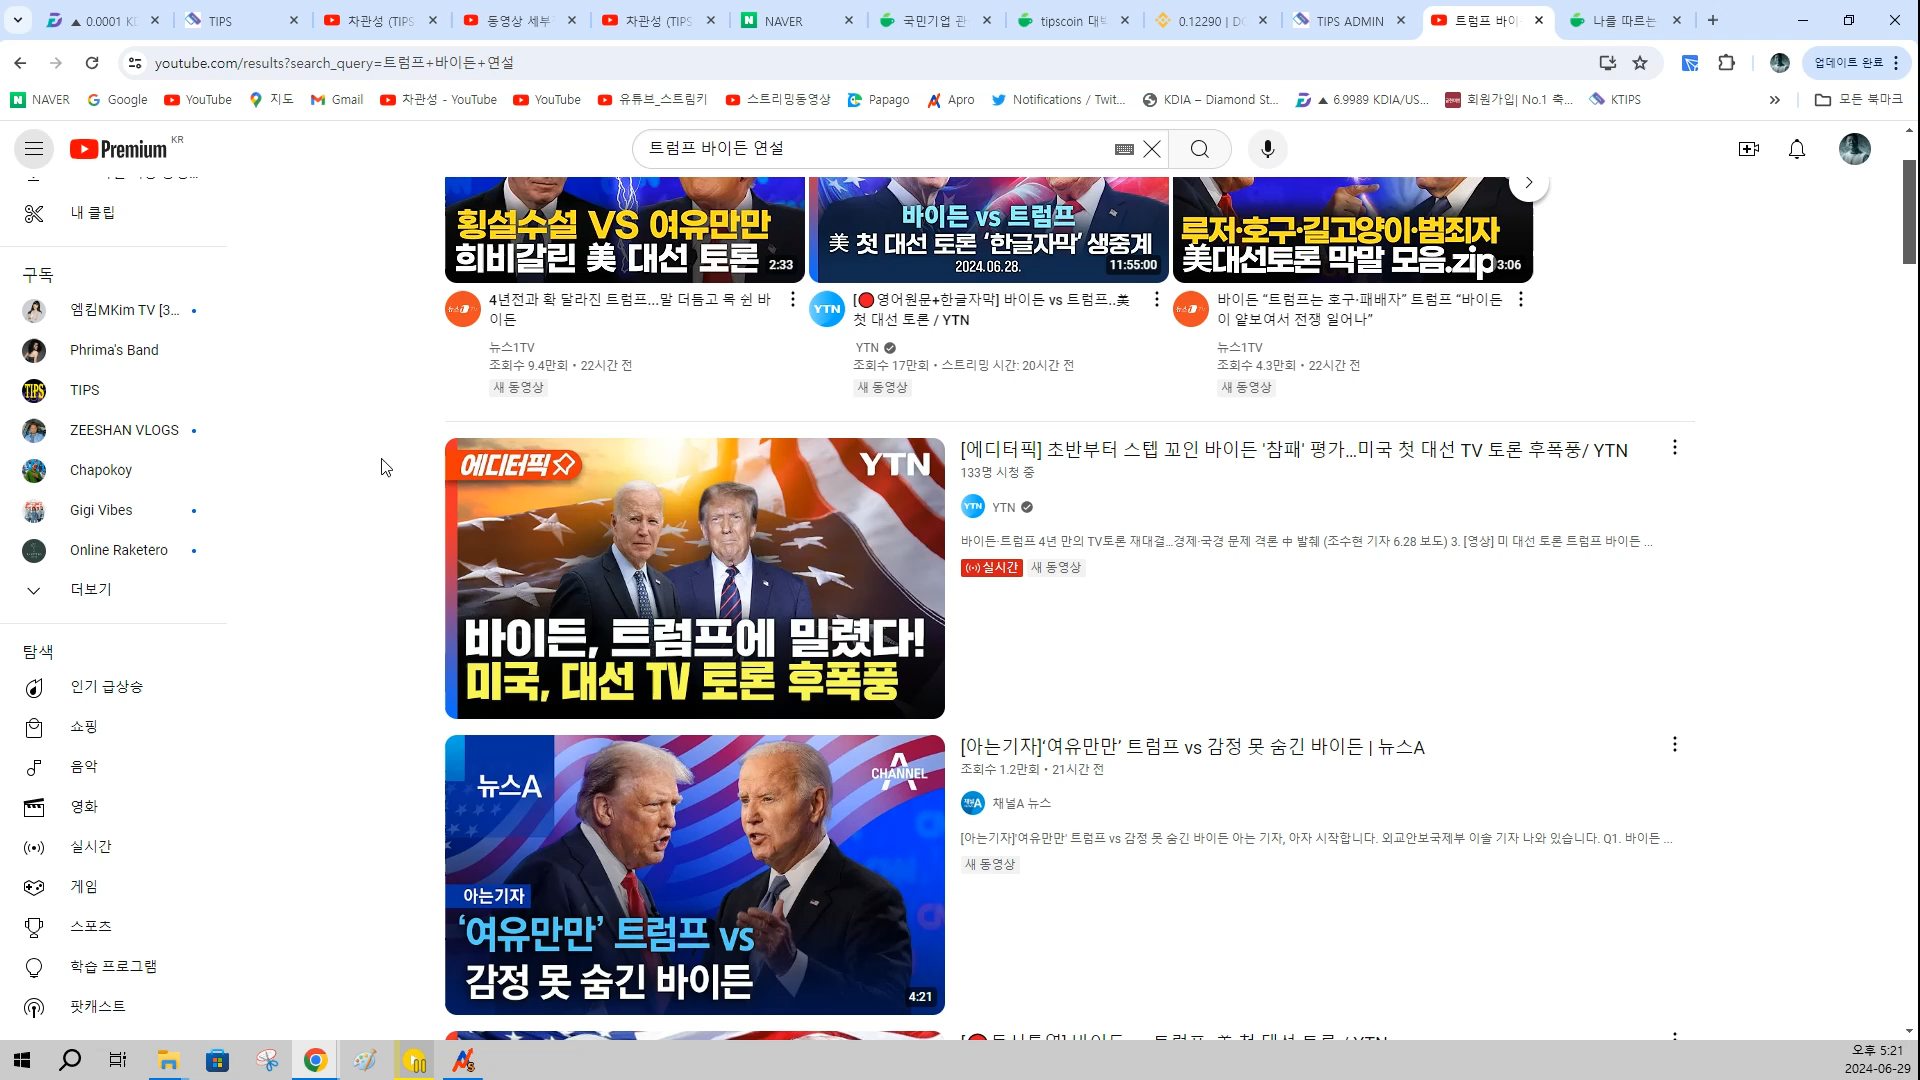 ▲ 0.0001 K
TIPS
차관성 (TIPS
동영상 세부
차관성 (TIPS
NAVER
국민기업 관
tipscoin 대박
0.12290 | DO
TIPS ADMIN
트럼프 바이
나를 따르는
youtube.com/results?search_query=트럼프+바이든+연설
업데이트 완료
NAVER
Google
YouTube
지도
Gmail
차관성 - YouTube
YouTube
유튜브_스트림키
스트리밍동영상
Papago
Apro
Notifications / Twit...
KDIA – Diamond St...
▲ 6.9989 KDIA/US...
회원가입| No.1 축...
KTIPS
»
모든 북마크
Premium KR
트럼프 바이든 연설
내 클립
구독
엠킴MKim TV [3...
Phrima's Band
TIPS
ZEESHAN VLOGS
Chapokoy
Gigi Vibes
Online Raketero
더보기
탐색
인기 급상승
쇼핑
음악
영화
실시간
게임
스포츠
학습 프로그램
팟캐스트
횡설수설 VS 여유만만
희비갈린 美 대선 토론
2:33
4년전과 확 달라진 트럼프...말 더듬고 목 쉰 바
이든
뉴스1TV
조회수 9.4만회 • 22시간 전
새 동영상
바이든 vs 트럼프
美 첫 대선 토론 ‘한글자막’ 생중계
2024.06.28.
11:55:00
YTN
[🔴영어원문+한글자막] 바이든 vs 트럼프..美
첫 대선 토론 / YTN
YTN
조회수 17만회 • 스트리밍 시간: 20시간 전
새 동영상
루저·호구·길고양이·범죄자
美대선토론 막말 모음.zip
3:06
바이든 “트럼프는 호구·패배자” 트럼프 “바이든
이 얕보여서 전쟁 일어나”
뉴스1TV
조회수 4.3만회 • 22시간 전
새 동영상
에디터픽
YTN
바이든, 트럼프에 밀렸다!
미국, 대선 TV 토론 후폭풍
[에디터픽] 초반부터 스텝 꼬인 바이든 '참패' 평가...미국 첫 대선 TV 토론 후폭풍/ YTN
133명 시청 중
YTN
YTN
바이든·트럼프 4년 만의 TV토론 재대결...경제·국경 문제 격론 中 발췌 (조수현 기자 6.28 보도) 3. [영상] 미 대선 토론 트럼프 바이든 ...
실시간
새 동영상
뉴스A
CHANNEL A
아는기자
‘여유만만’ 트럼프 vs
감정 못 숨긴 바이든
4:21
[아는기자]‘여유만만’ 트럼프 vs 감정 못 숨긴 바이든 | 뉴스A
조회수 1.2만회 • 21시간 전
채널A 뉴스
[아는기자]‘여유만만’ 트럼프 vs 감정 못 숨긴 바이든 아는 기자, 아자 시작합니다. 외교안보국제부 이솔 기자 나와 있습니다. Q1. 바이든 ...
새 동영상
오후 5:21
2024-06-29